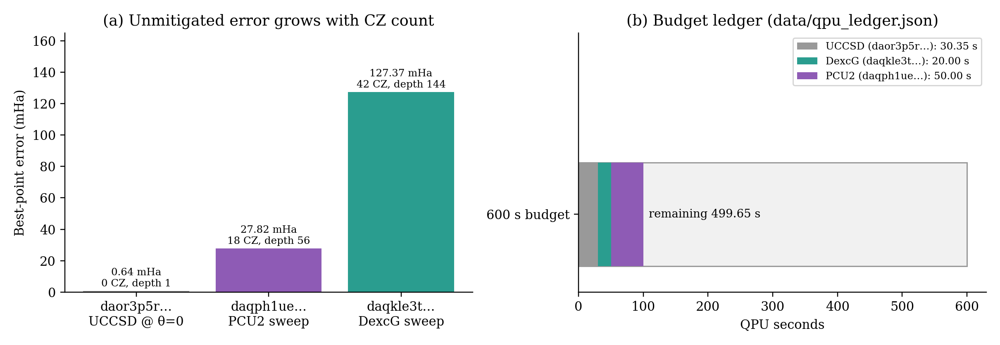 (a) Unmitigated error grows with CZ count
Best-point error (mHa)
160
140
120
100
80
60
40
20
0
0.64 mHa
0 CZ, depth 1
27.82 mHa
18 CZ, depth 56
127.37 mHa
42 CZ, depth 144
daor3p5r...
UCCSD @ θ=0
daqph1ue...
PCU2 sweep
daqkle3t...
DexcG sweep
(b) Budget ledger (data/qpu_ledger.json)
UCCSD (daor3p5r...): 30.35 s
DexcG (daqkle3t...): 20.00 s
PCU2 (daqph1ue...): 50.00 s
600 s budget
remaining 499.65 s
0 100 200 300 400 500 600
QPU seconds